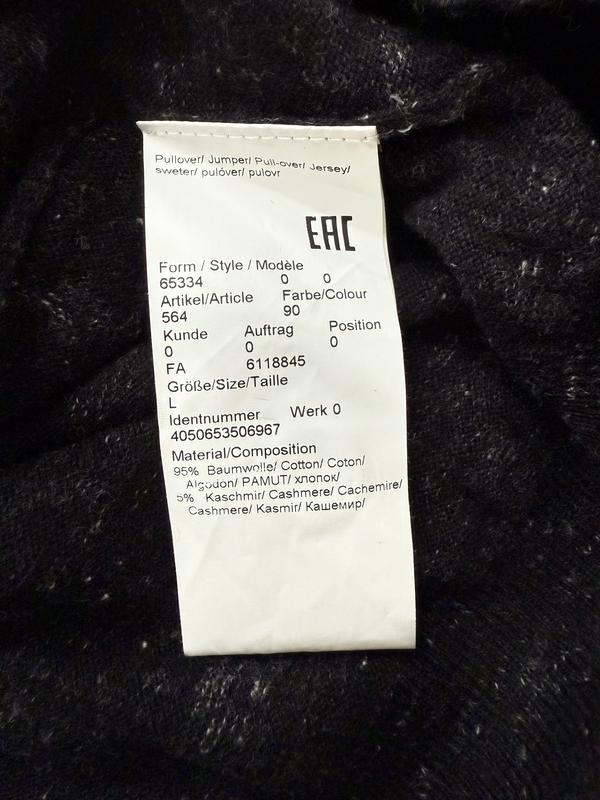 Pullover/ Jumper/ Pull-over/ Jersey/
sweter/ pulóver/ pulovr
EAC
Form / Style / Modèle
65334 0 0
Artikel/Article Farbe/Colour
564 90
Kunde Auftrag Position
0 0 0
FA 6118845
Größe/Size/Taille
L
Identnummer Werk 0
4050653506967
Material/Composition
95% Baumwolle/ Cotton/ Coton/
Algodón/ PAMUT/ хлопок/
5% Kaschmir/ Cashmere/ Cachemire/
Cashmere/ Kasmir/ Кашемир/